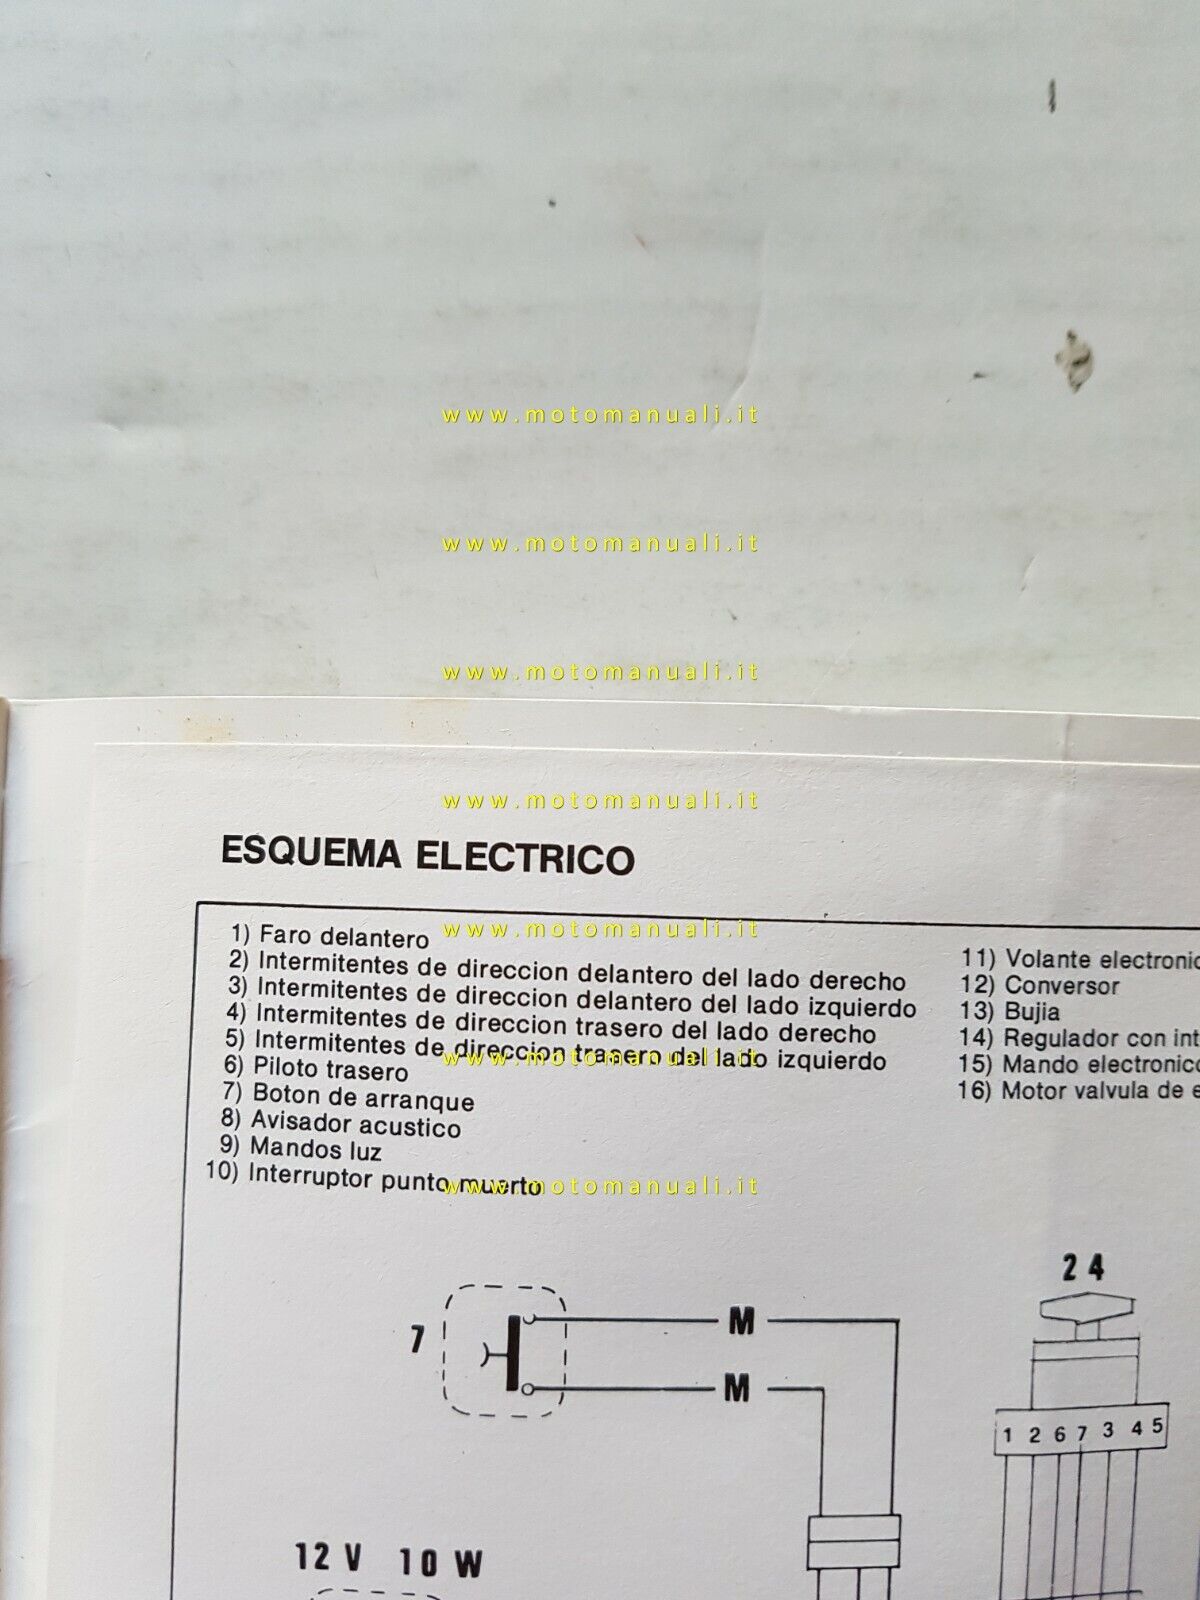 www.motomanuali.it
www.motomanuali.it
www.motomanuali.it
www.motomanuali.it
ESQUEMA ELECTRICO
www.motomanuali.it
1) Faro delantero
2) Intermitentes de direccion delantero del lado derecho
3) Intermitentes de direccion delantero del lado izquierdo
4) Intermitentes de direccion trasero del lado derecho
5) Intermitentes de direccion trasero del lado izquierdo
www.motomanuali.it
6) Piloto trasero
7) Boton de arranque
8) Avisador acustico
9) Mandos luz
10) Interruptor punto muerto
www.motomanuali.it
11) Volante electronic
12) Conversor
13) Bujia
14) Regulador con int
15) Mando electronico
16) Motor valvula de e
24
7
M
M
1 2 6 7 3 4 5
12 V 10 W